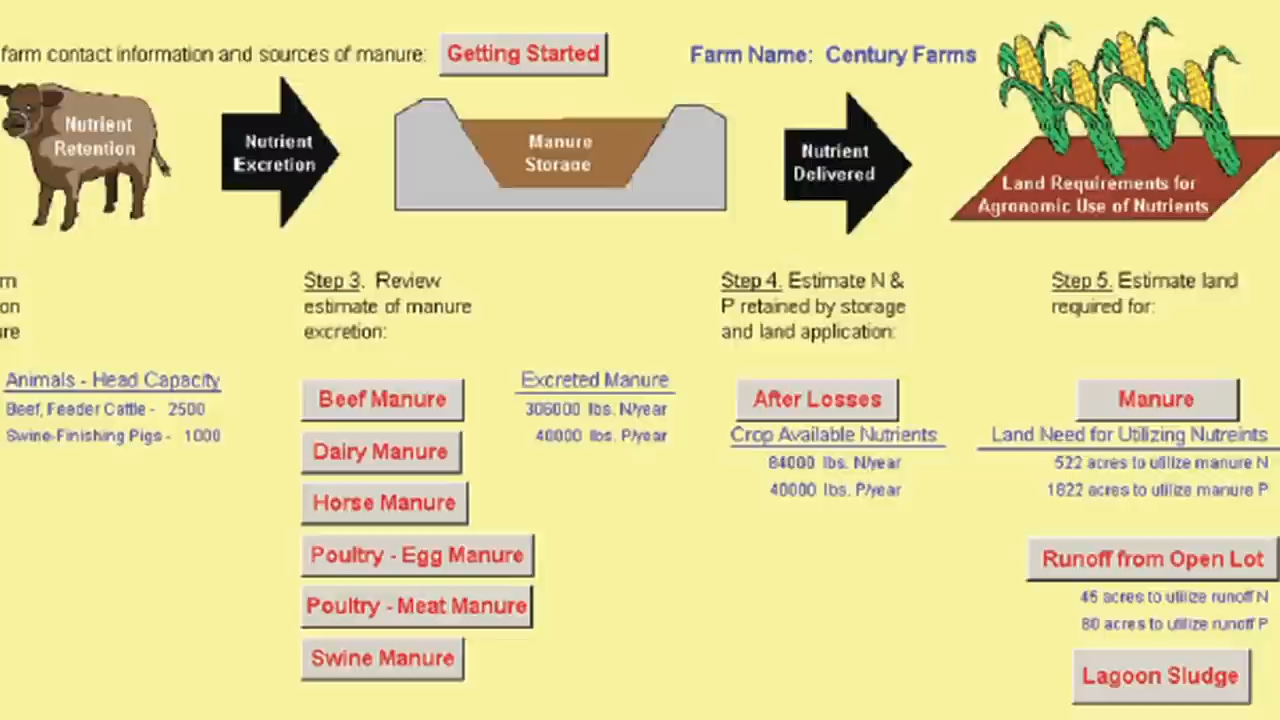 farm contact information and sources of manure:
Getting Started
Farm Name: Century Farms
Nutrient
Retention
Nutrient
Excretion
Manure
Storage
Nutrient
Delivered
Land Requirements for
Agronomic Use of Nutrients
Step 3. Review
estimate of manure
excretion:
Step 4. Estimate N &
P retained by storage
and land application:
Step 5. Estimate land
required for:
Animals - Head Capacity
Beef, Feeder Cattle - 2500
Swine-Finishing Pigs - 1000
Beef Manure
Dairy Manure
Horse Manure
Poultry - Egg Manure
Poultry - Meat Manure
Swine Manure
Excreted Manure
306000 lbs. N/year
40000 lbs. P/year
After Losses
Crop Available Nutrients
84000 lbs. N/year
40000 lbs. P/year
Manure
Land Need for Utilizing Nutreints
522 acres to utilize manure N
1822 acres to utilize manure P
Runoff from Open Lot
45 acres to utilize runoff N
80 acres to utilize runoff P
Lagoon Sludge